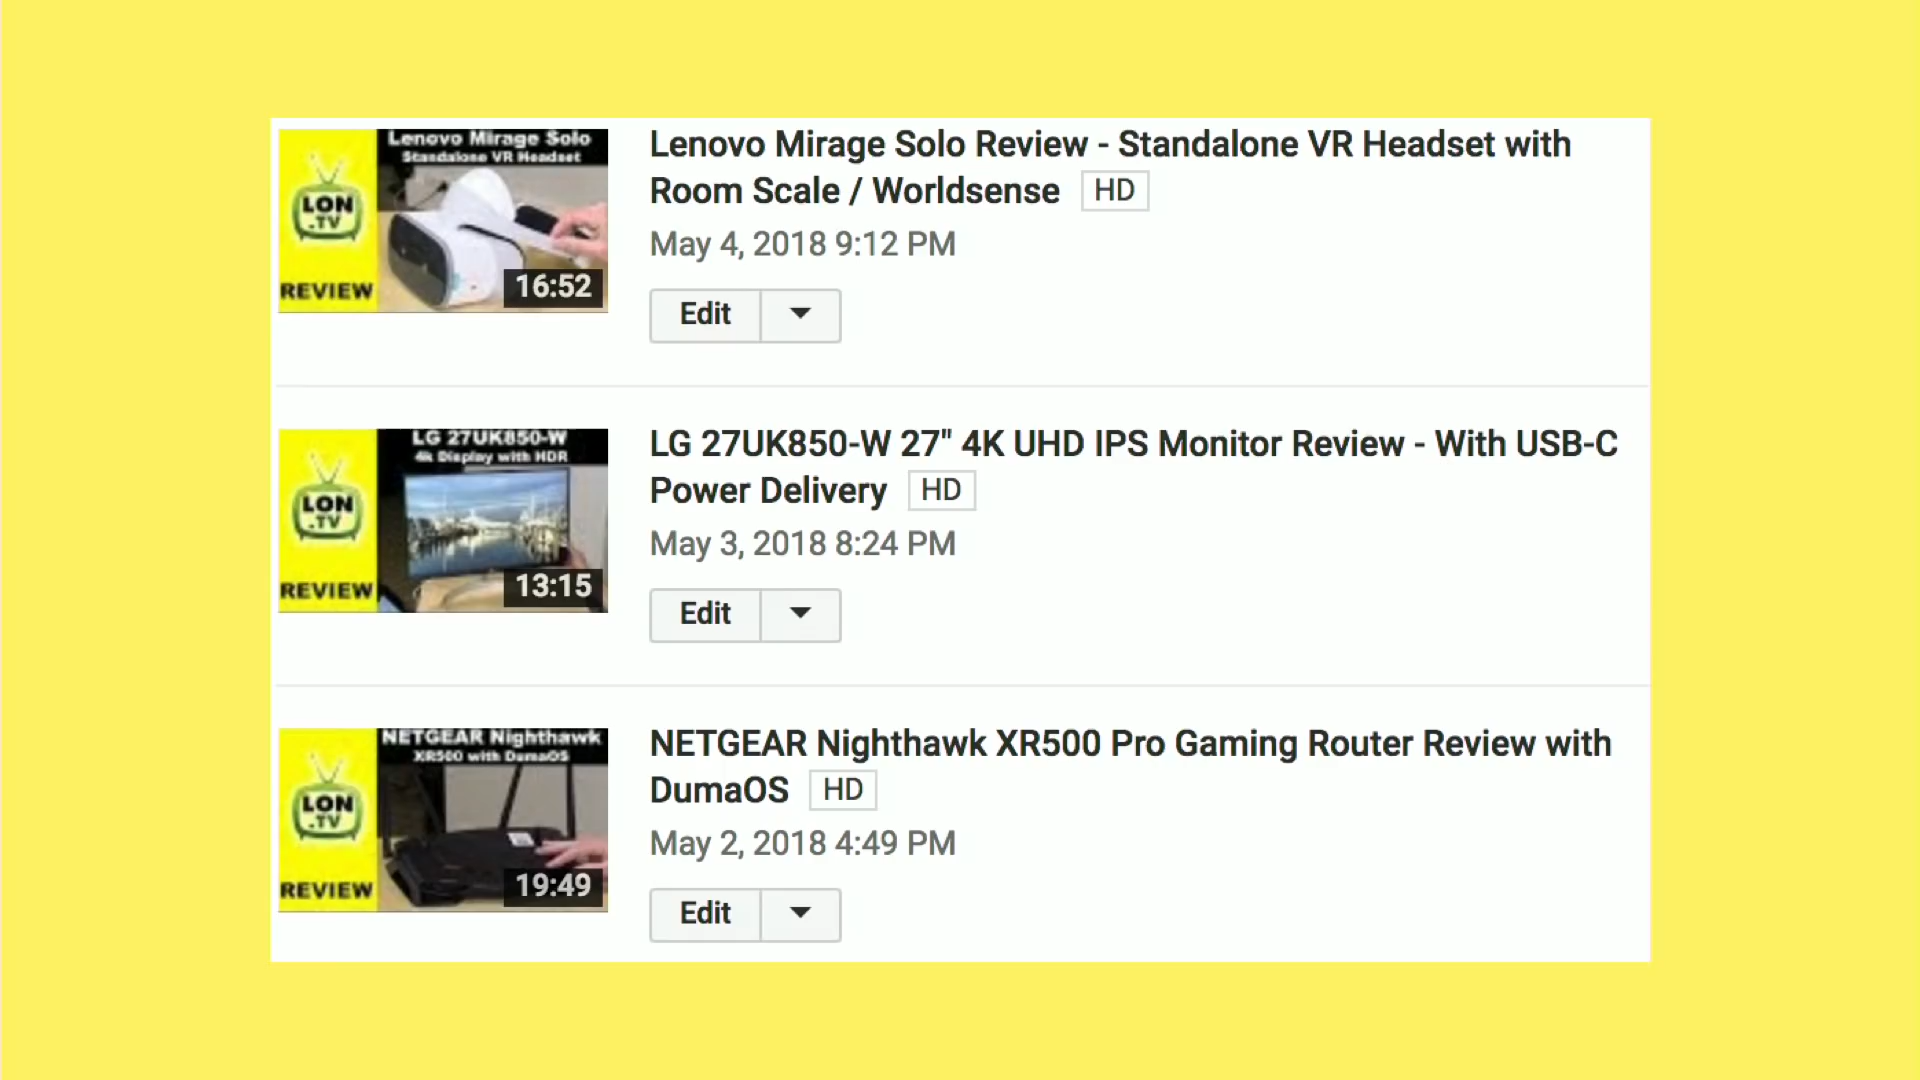 Lenovo Mirage Solo
Standalone VR Headset
LON
.TV
REVIEW
16:52
Lenovo Mirage Solo Review - Standalone VR Headset with
Room Scale / Worldsense HD
May 4, 2018 9:12 PM
Edit
LG 27UK850-W
4k Display with HDR
LON
.TV
REVIEW
13:15
LG 27UK850-W 27" 4K UHD IPS Monitor Review - With USB-C
Power Delivery HD
May 3, 2018 8:24 PM
Edit
NETGEAR Nighthawk
XR500 with DumaOS
LON
.TV
REVIEW
19:49
NETGEAR Nighthawk XR500 Pro Gaming Router Review with
DumaOS HD
May 2, 2018 4:49 PM
Edit